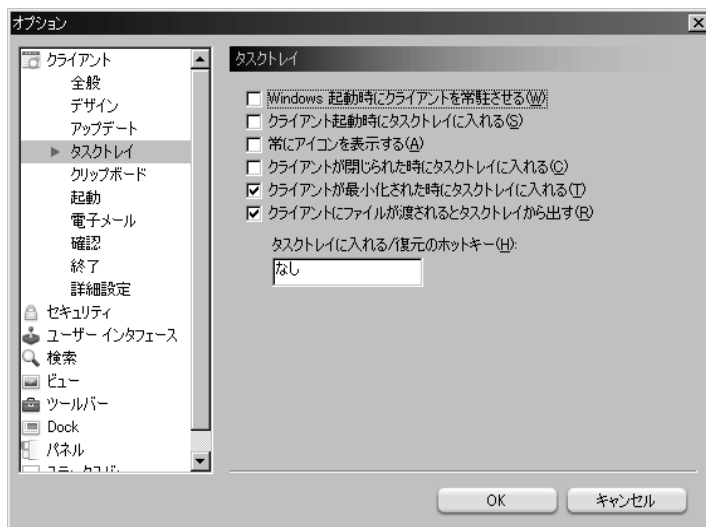 オプション
クライアント
全般
デザイン
アップデート
タスクトレイ
クリップボード
起動
電子メール
確認
終了
詳細設定
セキュリティ
ユーザー インタフェース
検索
ビュー
ツールバー
Dock
パネル
タスクトレイ
Windows 起動時にクライアントを常駐させる(W)
クライアント起動時にタスクトレイに入れる(S)
常にアイコンを表示する(A)
クライアントが閉じられた時にタスクトレイに入れる(C)
クライアントが最小化された時にタスクトレイに入れる(T)
クライアントにファイルが渡されるとタスクトレイから出す(R)
タスクトレイに入れる/復元のホットキー(H):
なし
OK
キャンセル